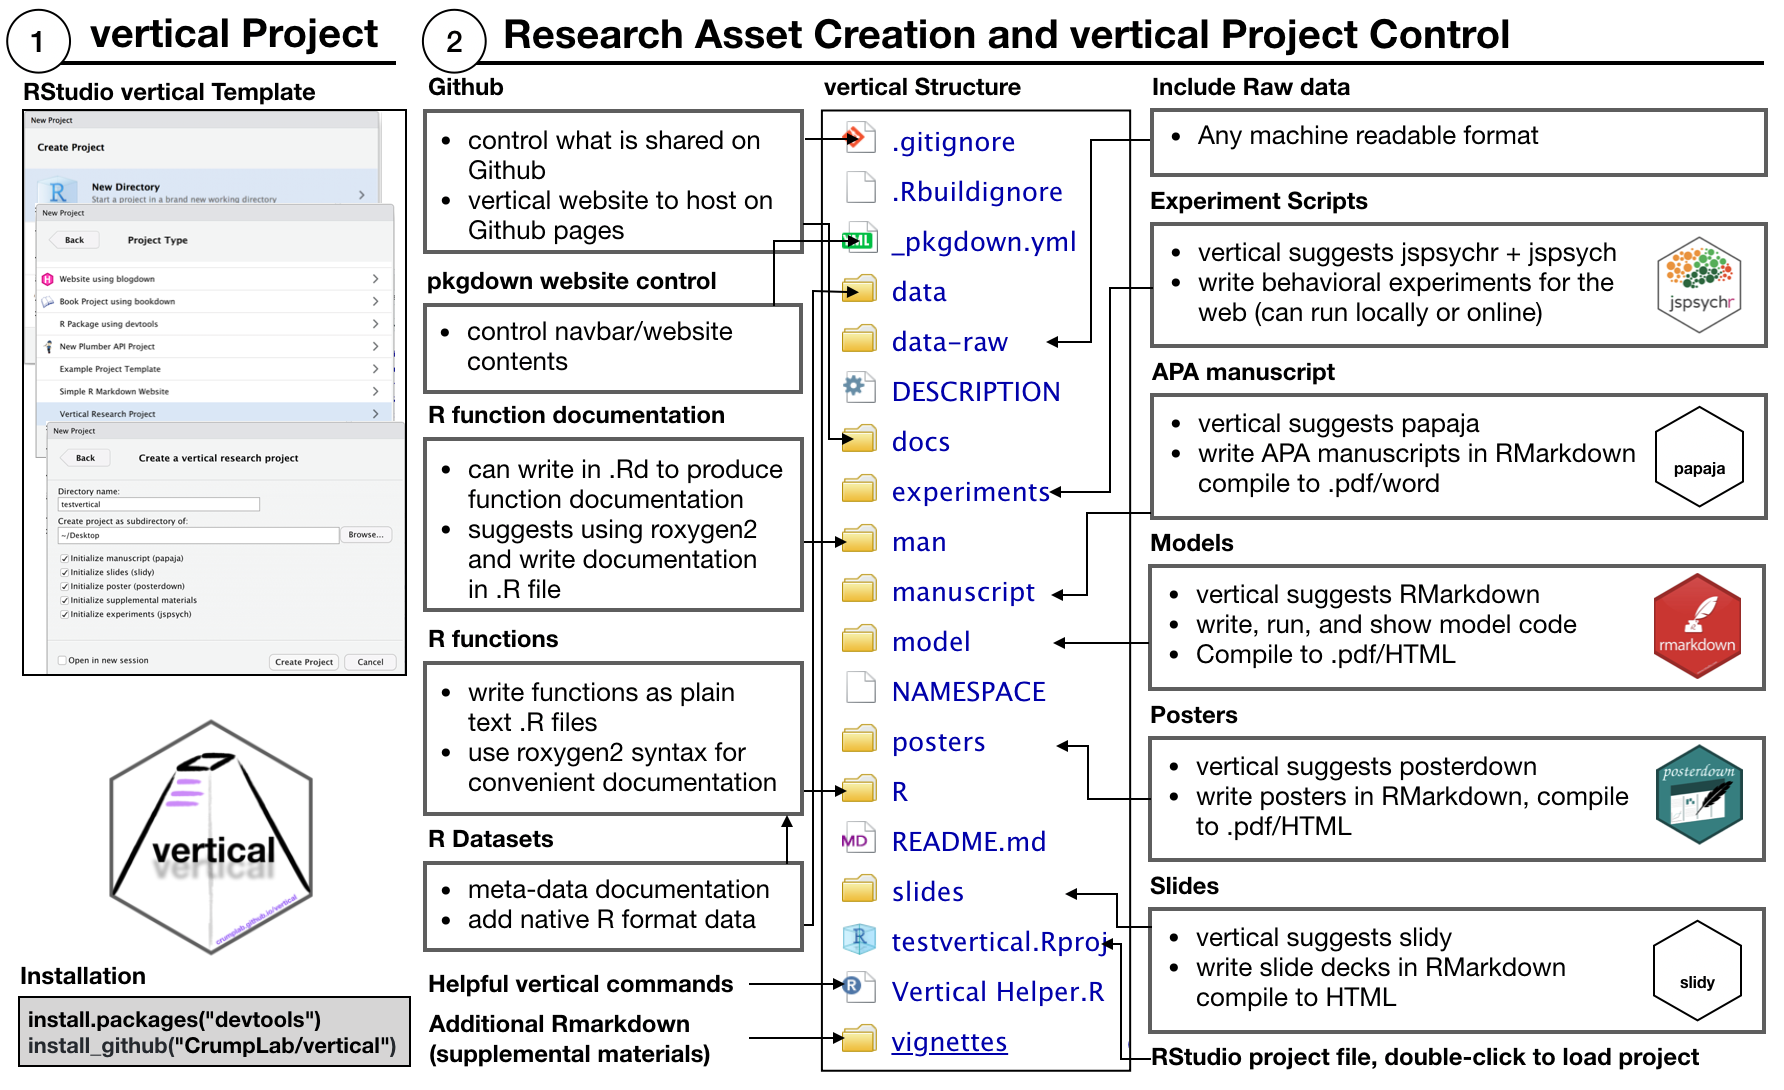 1 vertical Project
RStudio vertical Template
New Project
Create Project
New Directory
Start a project in a brand new working directory
New Project
Back
Project Type
Website using blogdown
Book Project using bookdown
R Package using devtools
New Plumber API Project
Example Project Template
Simple R Markdown Website
Vertical Research Project
New Project
Back
Create a vertical research project
Directory name:
testvertical
Create project as subdirectory of:
~/Desktop
Browse...
Initialize manuscript (papaja)
Initialize slides (slidy)
Initialize poster (posterdown)
Initialize supplemental materials
Initialize experiments (jspsych)
Open in new session
Create Project
Cancel
vertical
crumplab.github.io/vertical
Installation
install.packages("devtools")
install_github("CrumpLab/vertical")
2 Research Asset Creation and vertical Project Control
Github
• control what is shared on
Github
• vertical website to host on
Github pages
pkgdown website control
• control navbar/website
contents
R function documentation
• can write in .Rd to produce
function documentation
• suggests using roxygen2
and write documentation
in .R file
R functions
• write functions as plain
text .R files
• use roxygen2 syntax for
convenient documentation
R Datasets
• meta-data documentation
• add native R format data
Helpful vertical commands
Additional Rmarkdown
(supplemental materials)
vertical Structure
.gitignore
.Rbuildignore
YML _pkgdown.yml
data
data-raw
DESCRIPTION
docs
experiments
man
manuscript
model
NAMESPACE
posters
R
MD README.md
slides
R testvertical.Rproj
R Vertical Helper.R
vignettes
Include Raw data
• Any machine readable format
Experiment Scripts
• vertical suggests jspsychr + jspsych
• write behavioral experiments for the
web (can run locally or online)
jspsychr
APA manuscript
• vertical suggests papaja
• write APA manuscripts in RMarkdown
compile to .pdf/word
papaja
Models
• vertical suggests RMarkdown
• write, run, and show model code
• Compile to .pdf/HTML
rmarkdown
Posters
• vertical suggests posterdown
• write posters in RMarkdown, compile
to .pdf/HTML
posterdown
Slides
• vertical suggests slidy
• write slide decks in RMarkdown
compile to HTML
slidy
RStudio project file, double-click to load project